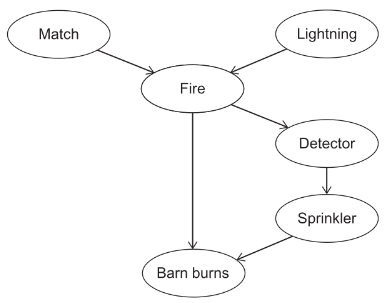 Match
Lightning
Fire
Detector
Sprinkler
Barn burns